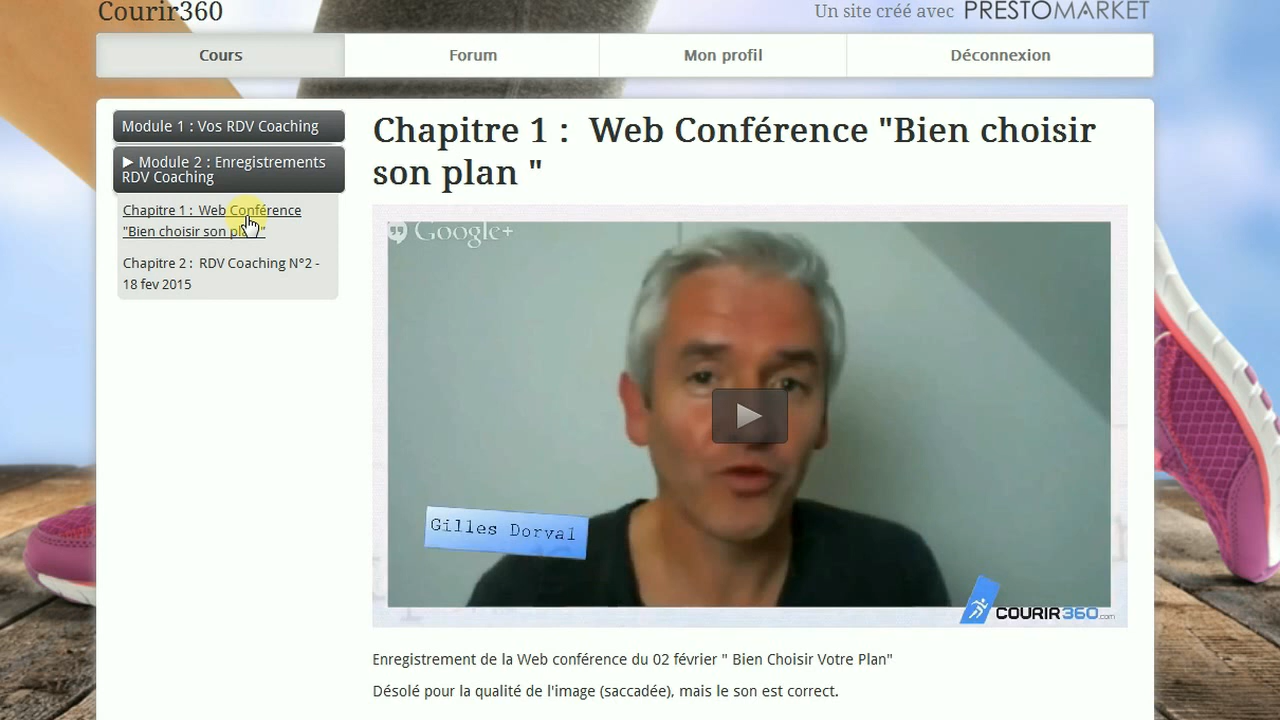 Courir360
Un site créé avec PRESTOMARKET
Cours
Forum
Mon profil
Déconnexion
Module 1 : Vos RDV Coaching
▶ Module 2 : Enregistrements
RDV Coaching
Chapitre 1 : Web Conférence
"Bien choisir son
Chapitre 2 : RDV Coaching N°2 -
18 fev 2015
Chapitre 1 : Web Conférence "Bien choisir
son plan "
Google+
Gilles Dorval
COURIR360.com
Enregistrement de la Web conférence du 02 février " Bien Choisir Votre Plan"
Désolé pour la qualité de l'image (saccadée), mais le son est correct.